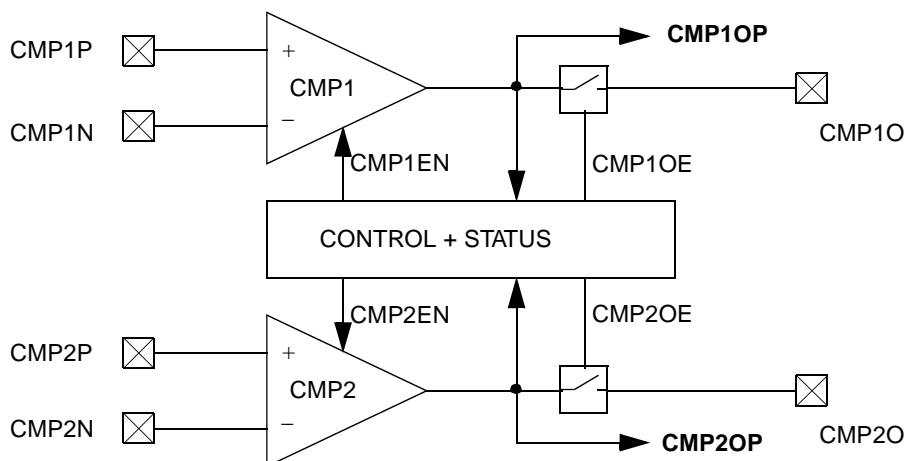 CMP1OP
CMP1P
+
CMP1
CMP1N
−
CMP1O
CMP1EN
CMP1OE
CONTROL + STATUS
CMP2EN
CMP2OE
CMP2P
+
CMP2
CMP2N
−
CMP2O
CMP2OP